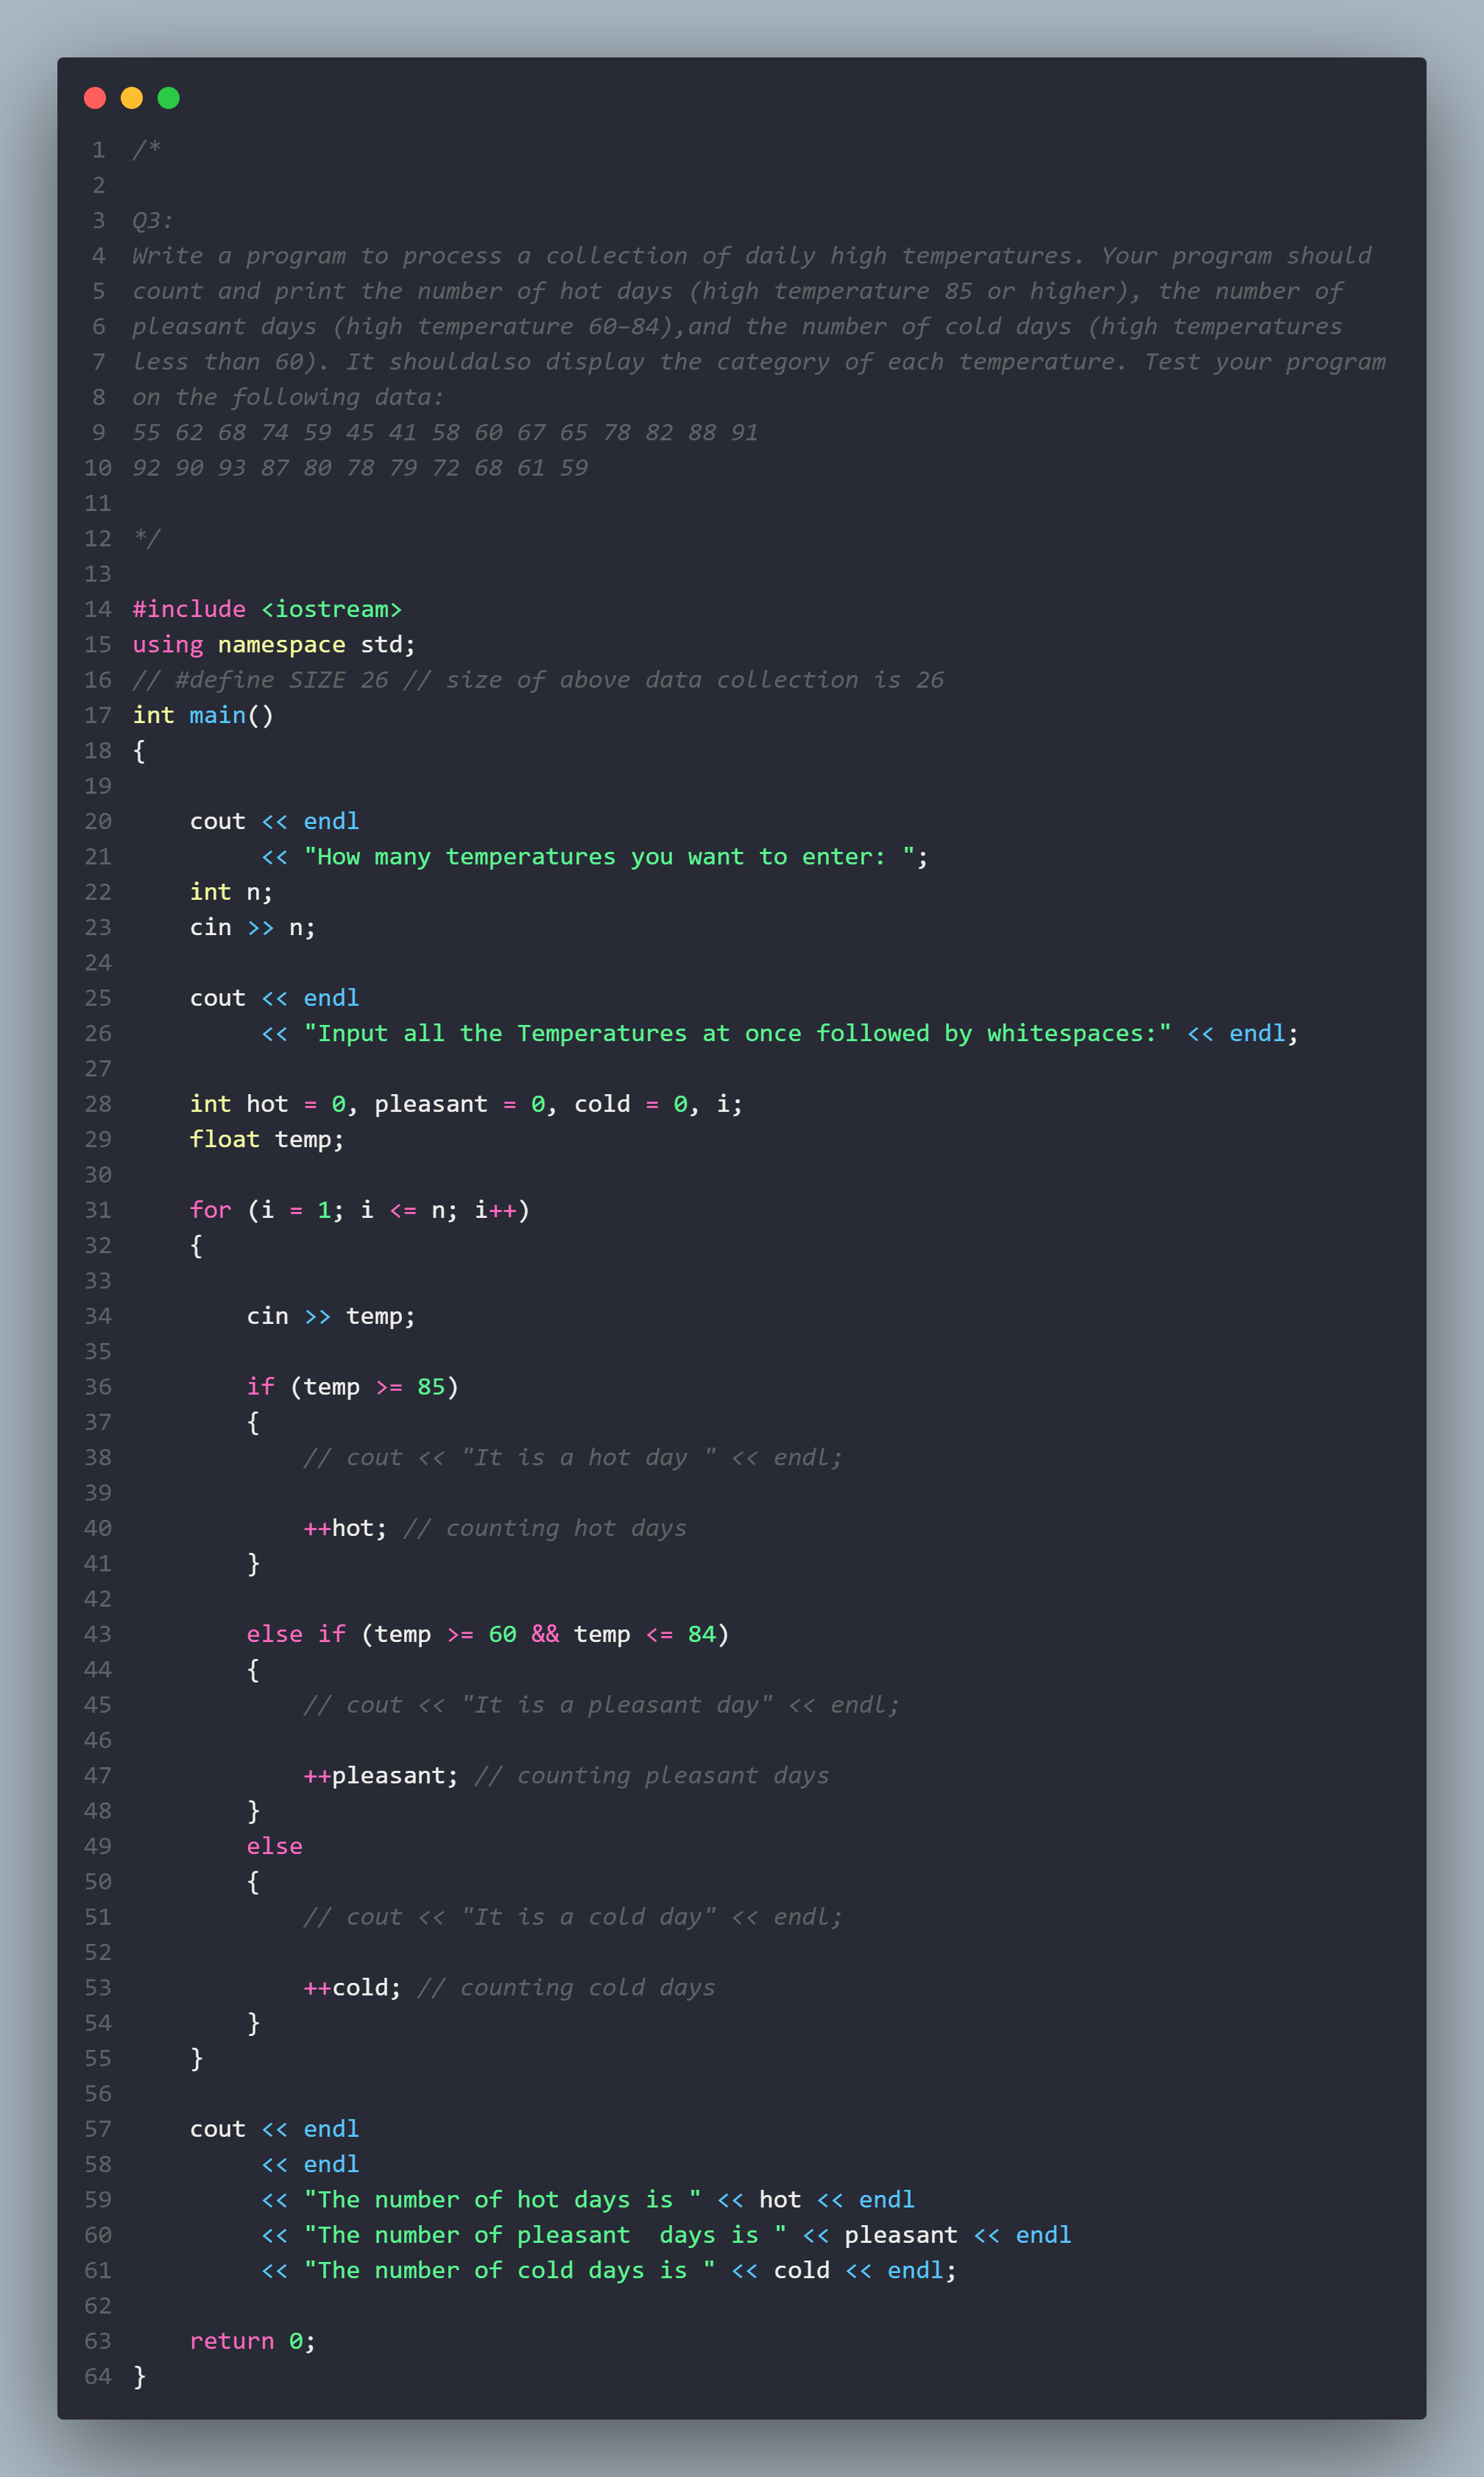 1 /*
2
3 Q3:
4 Write a program to process a collection of daily high temperatures. Your program should
5 count and print the number of hot days (high temperature 85 or higher), the number of
6 pleasant days (high temperature 60–84),and the number of cold days (high temperatures
7 less than 60). It shouldalso display the category of each temperature. Test your program
8 on the following data:
9 55 62 68 74 59 45 41 58 60 67 65 78 82 88 91
10 92 90 93 87 80 78 79 72 68 61 59
11
12 */
13
14 #include <iostream>
15 using namespace std;
16 // #define SIZE 26 // size of above data collection is 26
17 int main()
18 {
19
20     cout << endl
21          << "How many temperatures you want to enter: ";
22     int n;
23     cin >> n;
24
25     cout << endl
26          << "Input all the Temperatures at once followed by whitespaces:" << endl;
27
28     int hot = 0, pleasant = 0, cold = 0, i;
29     float temp;
30
31     for (i = 1; i <= n; i++)
32     {
33
34         cin >> temp;
35
36         if (temp >= 85)
37         {
38             // cout << "It is a hot day " << endl;
39
40             ++hot; // counting hot days
41         }
42
43         else if (temp >= 60 && temp <= 84)
44         {
45             // cout << "It is a pleasant day" << endl;
46
47             ++pleasant; // counting pleasant days
48         }
49         else
50         {
51             // cout << "It is a cold day" << endl;
52
53             ++cold; // counting cold days
54         }
55     }
56
57     cout << endl
58          << endl
59          << "The number of hot days is " << hot << endl
60          << "The number of pleasant  days is " << pleasant << endl
61          << "The number of cold days is " << cold << endl;
62
63     return 0;
64 }